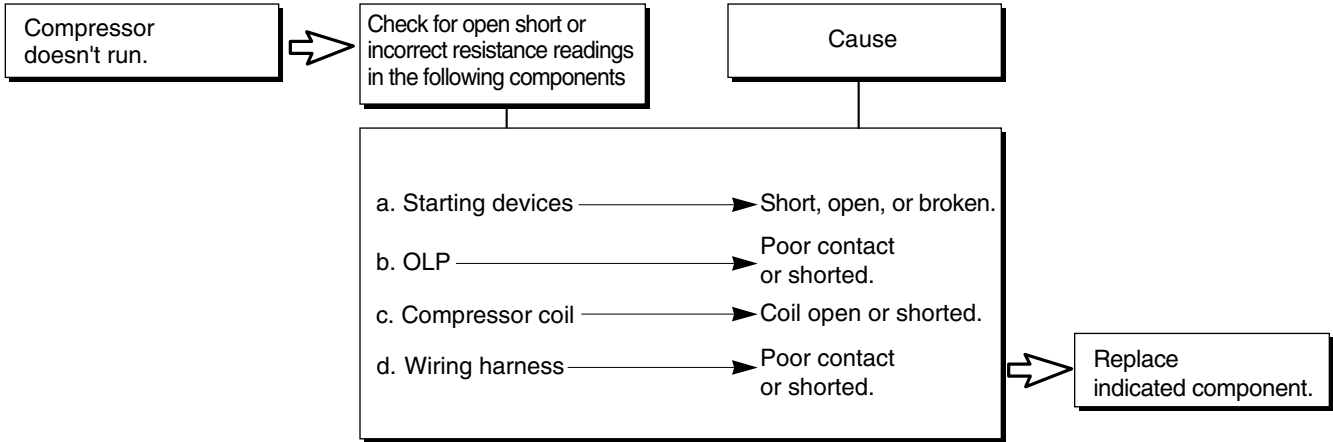 Compressor
doesn't run.
Check for open short or
incorrect resistance readings
in the following components
Cause
a. Starting devices
Short, open, or broken.
b. OLP
Poor contact
or shorted.
c. Compressor coil
Coil open or shorted.
d. Wiring harness
Poor contact
or shorted.
Replace
indicated component.